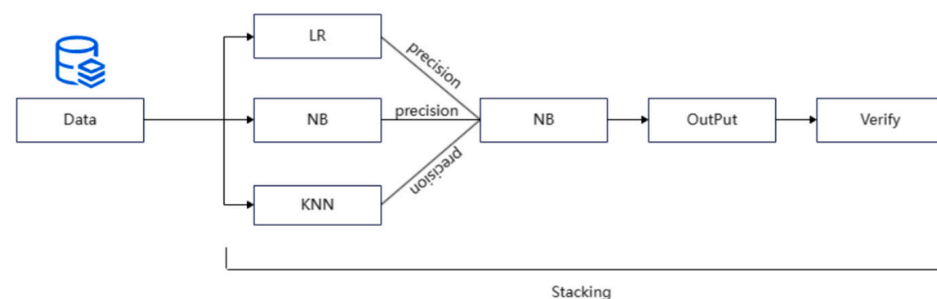 LR
precision
Data
NB
precision
NB
OutPut
Verify
KNN
precision
Stacking